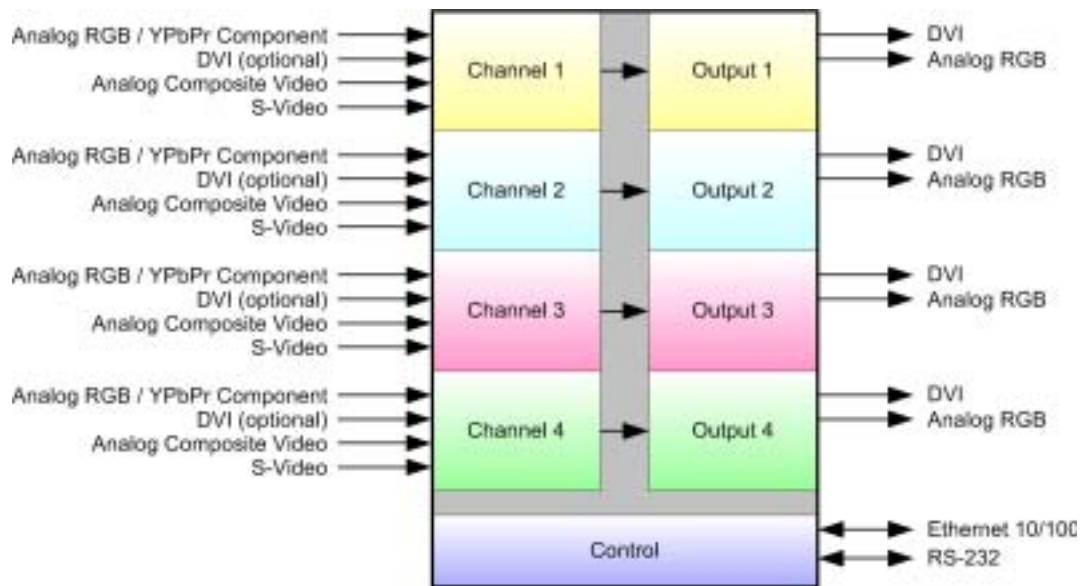 Analog RGB / YPbPr Component
DVI (optional)
Analog Composite Video
S-Video
Channel 1
Output 1
DVI
Analog RGB
Analog RGB / YPbPr Component
DVI (optional)
Analog Composite Video
S-Video
Channel 2
Output 2
DVI
Analog RGB
Analog RGB / YPbPr Component
DVI (optional)
Analog Composite Video
S-Video
Channel 3
Output 3
DVI
Analog RGB
Analog RGB / YPbPr Component
DVI (optional)
Analog Composite Video
S-Video
Channel 4
Output 4
DVI
Analog RGB
Control
Ethernet 10/100
RS-232